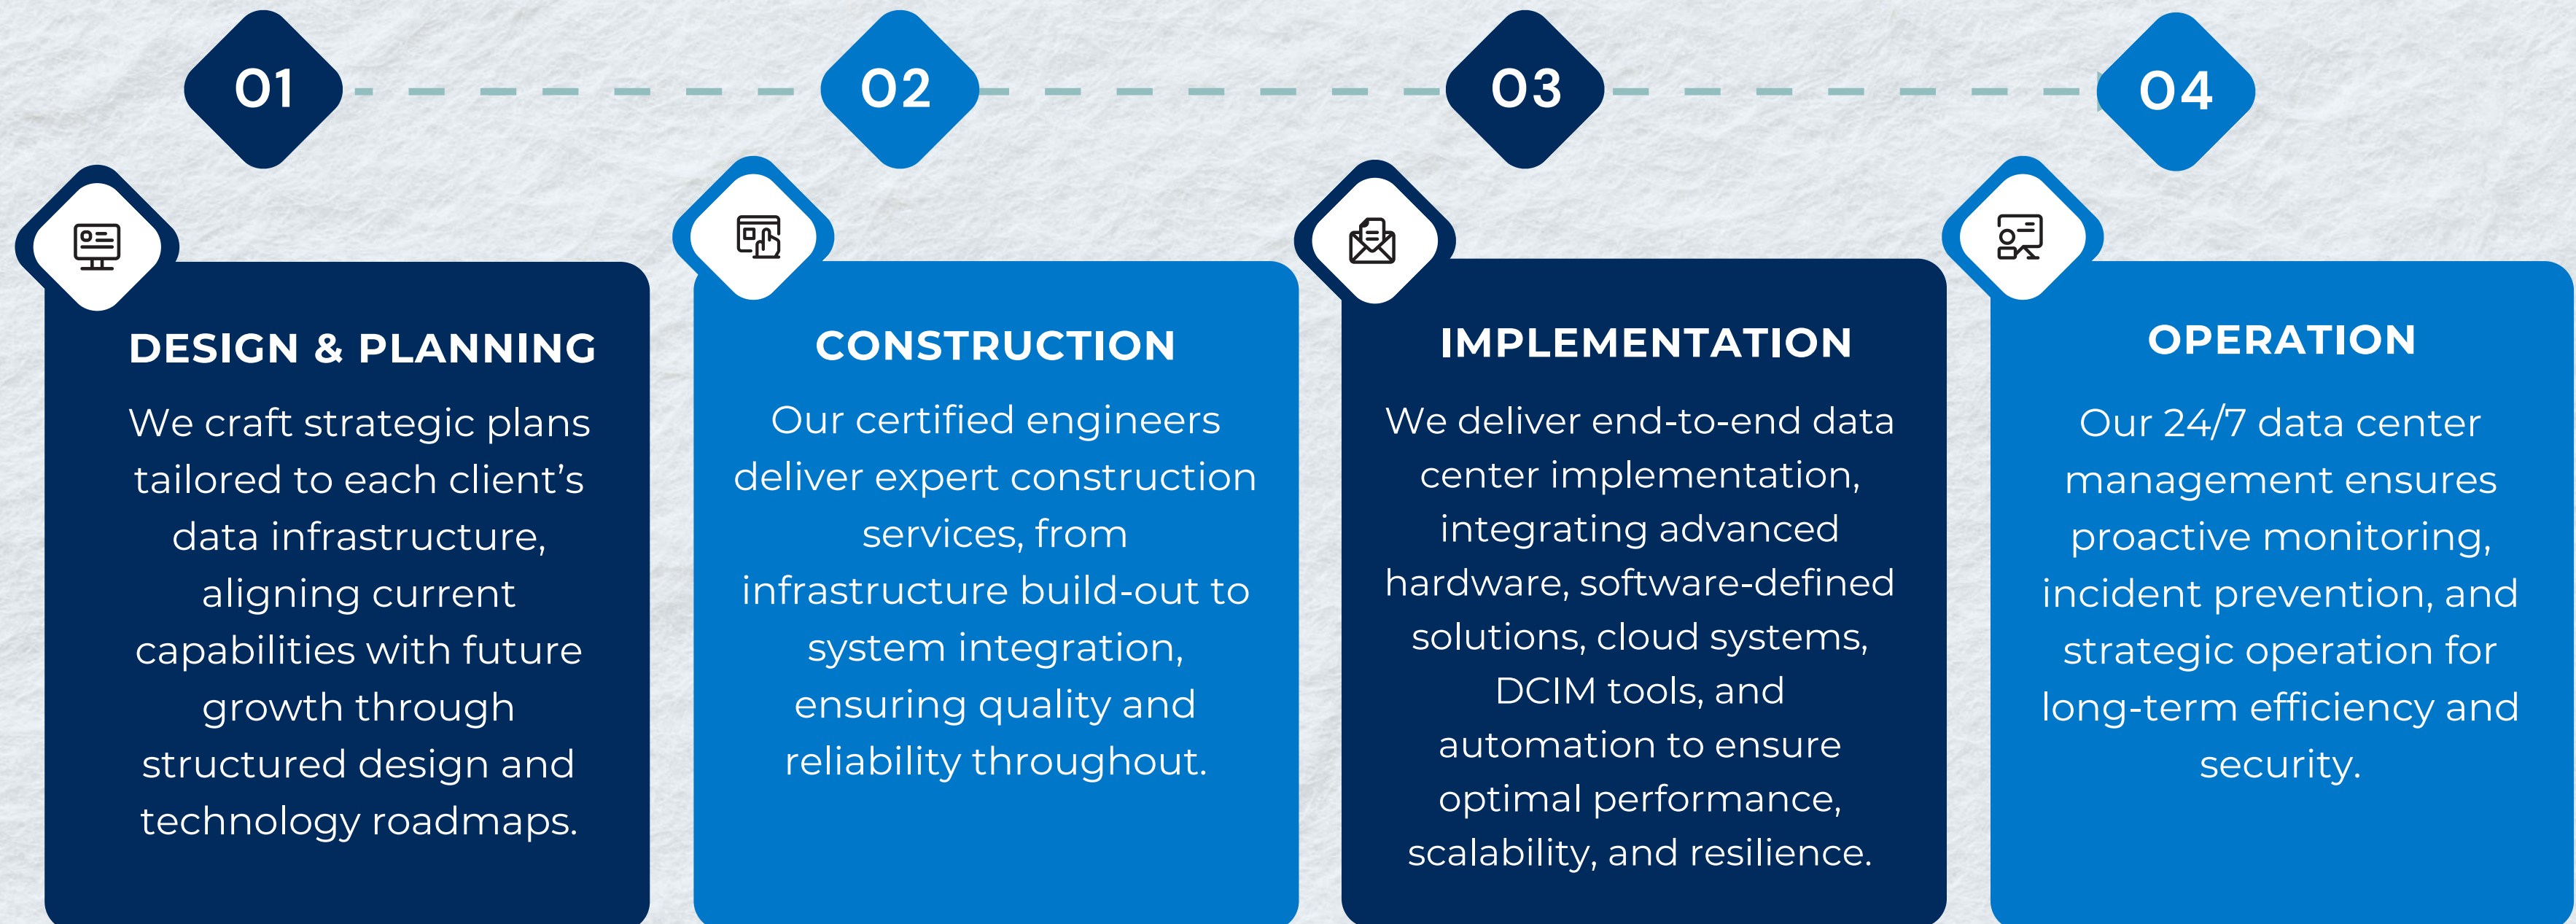 01
02
03
04
DESIGN & PLANNING
We craft strategic plans
tailored to each client’s
data infrastructure,
aligning current
capabilities with future
growth through
structured design and
technology roadmaps.
CONSTRUCTION
Our certified engineers
deliver expert construction
services, from
infrastructure build-out to
system integration,
ensuring quality and
reliability throughout.
IMPLEMENTATION
We deliver end-to-end data
center implementation,
integrating advanced
hardware, software-defined
solutions, cloud systems,
DCIM tools, and
automation to ensure
optimal performance,
scalability, and resilience.
OPERATION
Our 24/7 data center
management ensures
proactive monitoring,
incident prevention, and
strategic operation for
long-term efficiency and
security.